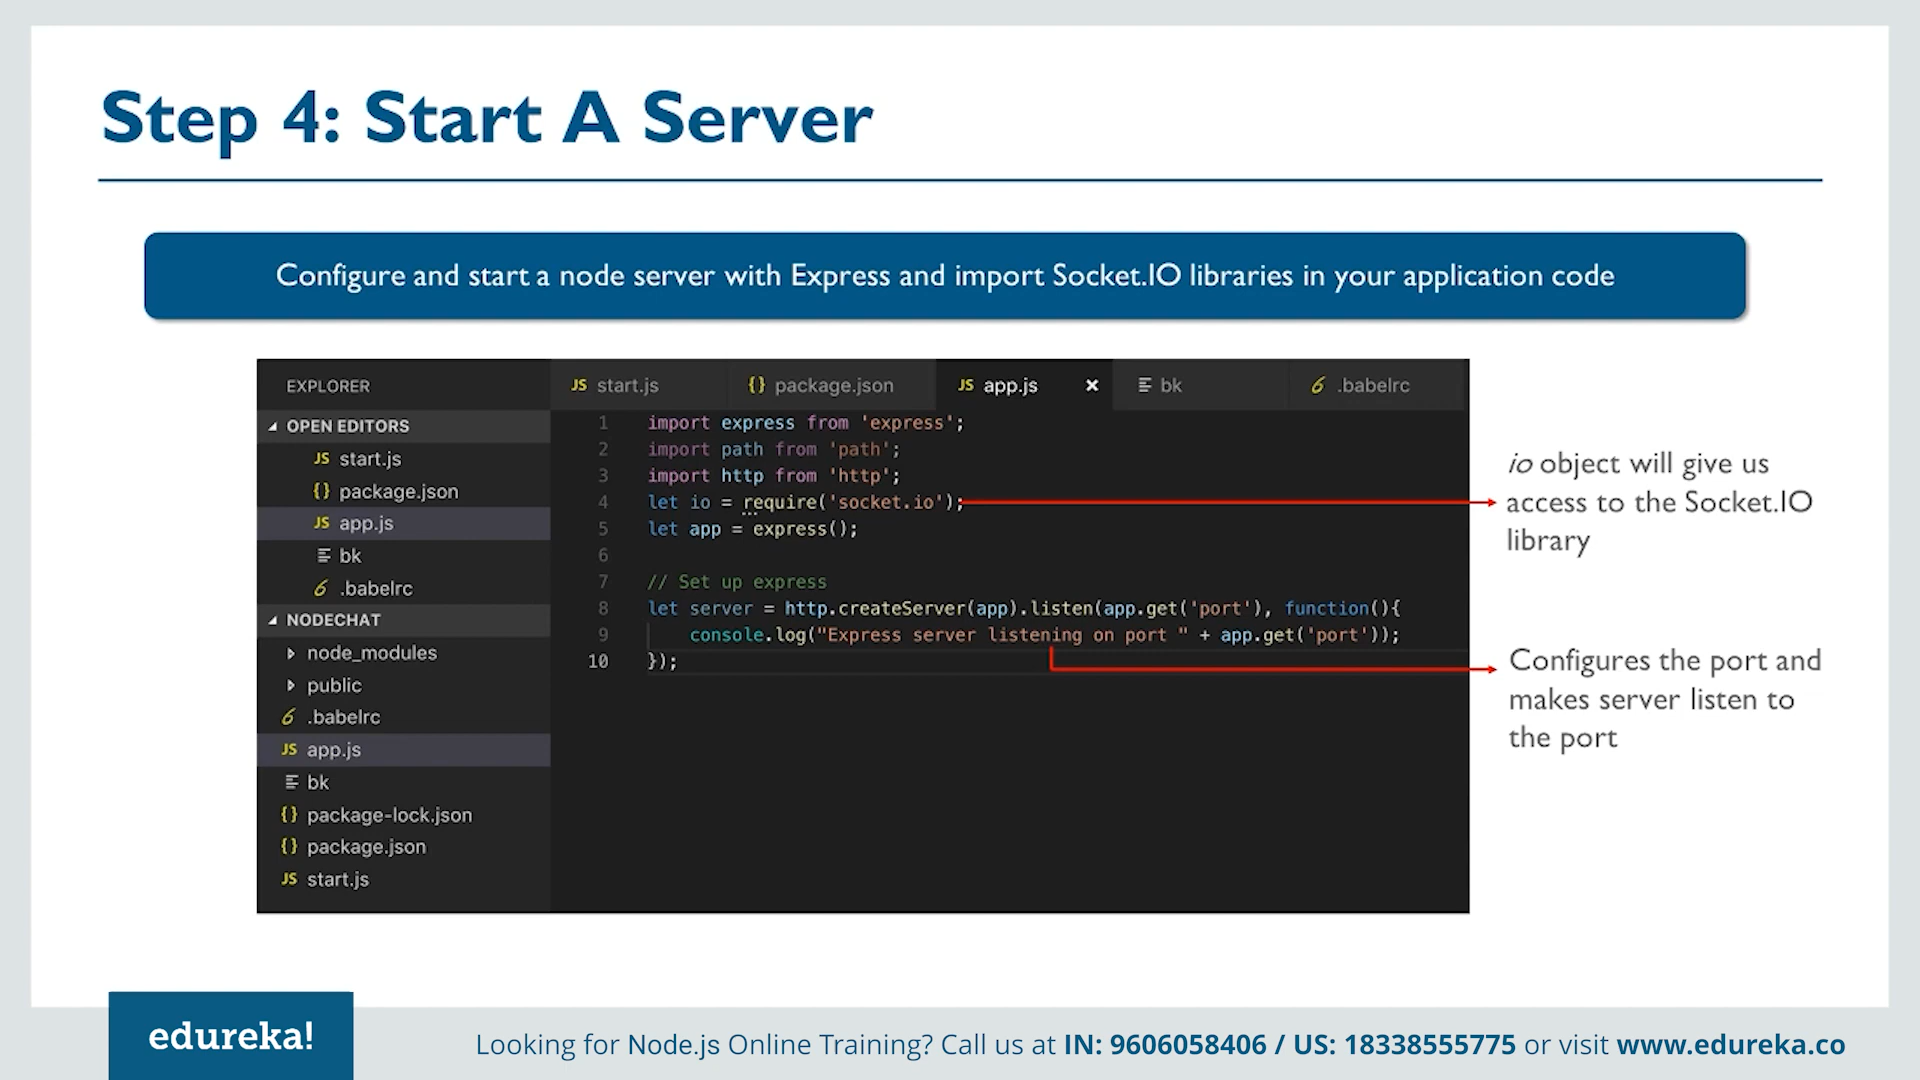 Step 4: Start A Server
Configure and start a node server with Express and import Socket.IO libraries in your application code
EXPLORER
OPEN EDITORS
JS start.js
{} package.json
JS app.js
bk
6 .babelrc
NODECHAT
node_modules
public
6 .babelrc
JS app.js
bk
{} package-lock.json
{} package.json
JS start.js
JS start.js {} package.json JS app.js × bk 6 .babelrc
1 import express from 'express';
2 import path from 'path';
3 import http from 'http';
4 let io = require('socket.io');
5 let app = express();
6
7 // Set up express
8 let server = http.createServer(app).listen(app.get('port'), function(){
9 console.log("Express server listening on port " + app.get('port'));
10 });
io object will give us
access to the Socket.IO
library
Configures the port and
makes server listen to
the port
edureka!
Looking for Node.js Online Training? Call us at IN: 9606058406 / US: 18338555775 or visit www.edureka.co